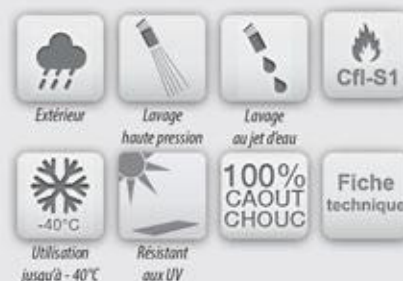 Cfl-S1
Extérieur
Lavage
haute pression
Lavage
au jet d'eau
-40°C
100%
CAOUT
CHOUC
Fiche
technique
Utilisation
jusqu'à - 40°C
Résistant
aux UV